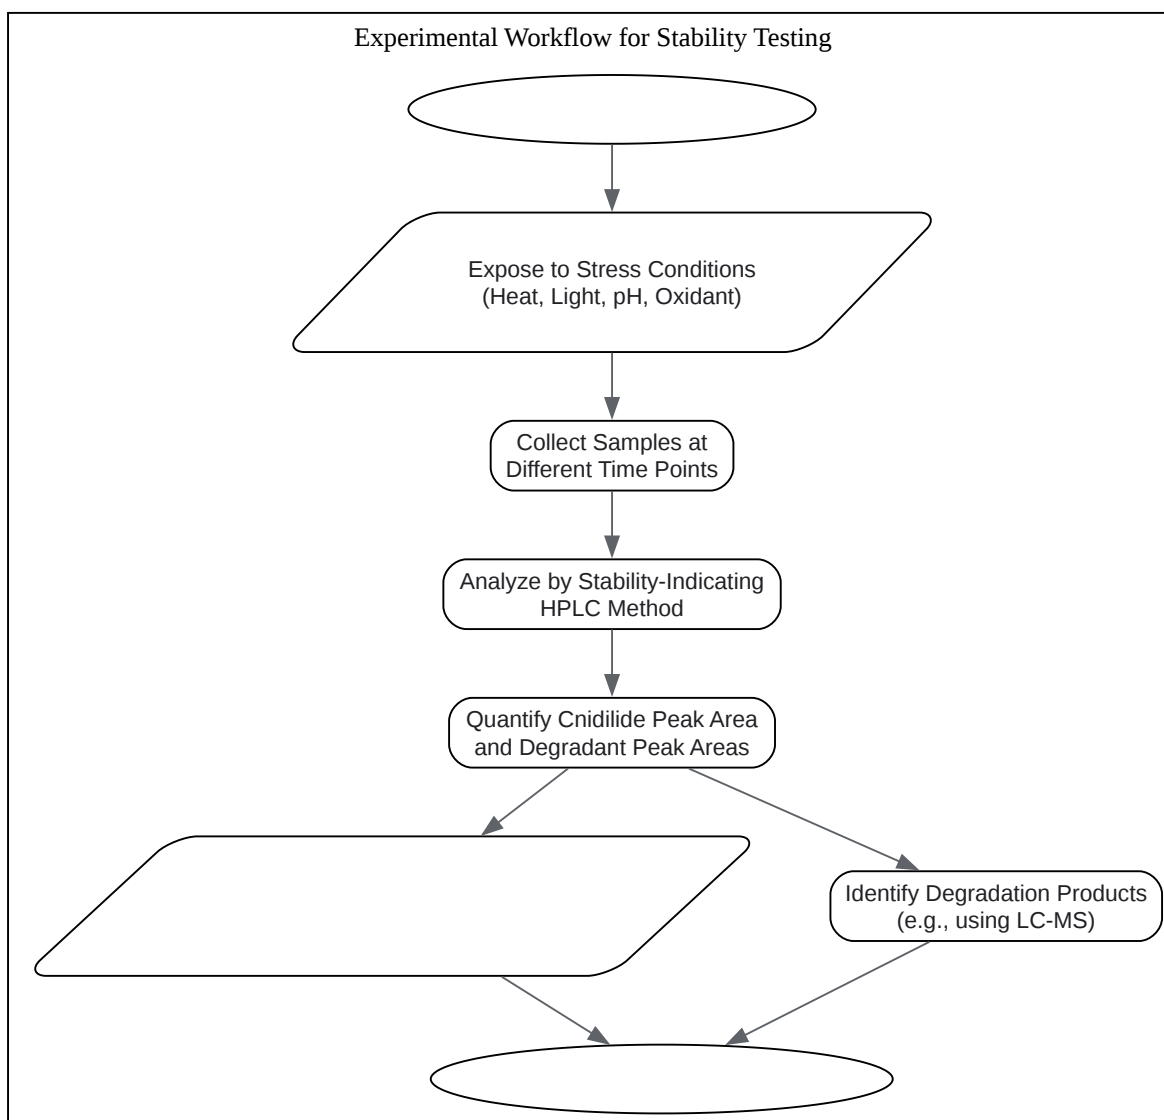 Experimental Workflow for Stability Testing
Expose to Stress Conditions
(Heat, Light, pH, Oxidant)
Collect Samples at
Different Time Points
Analyze by Stability-Indicating
HPLC Method
Quantify Cnidilide Peak Area
and Degradant Peak Areas
Identify Degradation Products
(e.g., using LC-MS)